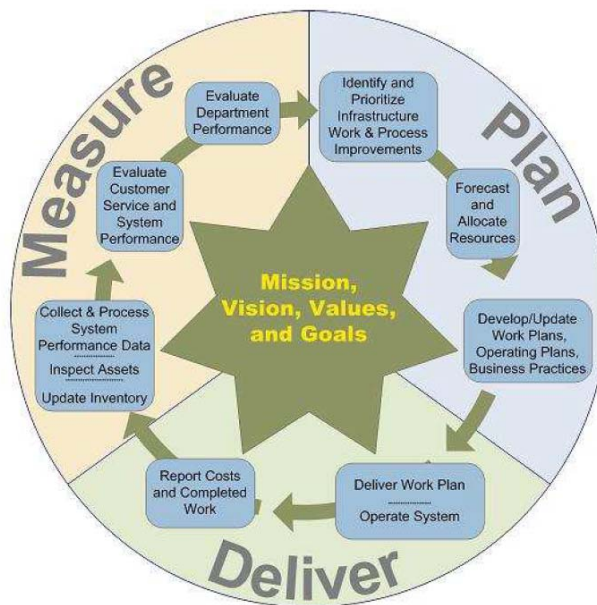 Measure
Plan
Deliver
Evaluate
Department
Performance
Identify and
Prioritize
Infrastructure
Work & Process
Improvements
Forecast
and
Allocate
Resources
Develop/Update
Work Plans,
Operating Plans,
Business Practices
Deliver Work Plan
Operate System
Report Costs
and Completed
Work
Collect & Process
System
Performance Data
Inspect Assets
Update Inventory
Evaluate
Customer
Service and
System
Performance
Mission,
Vision, Values,
and Goals